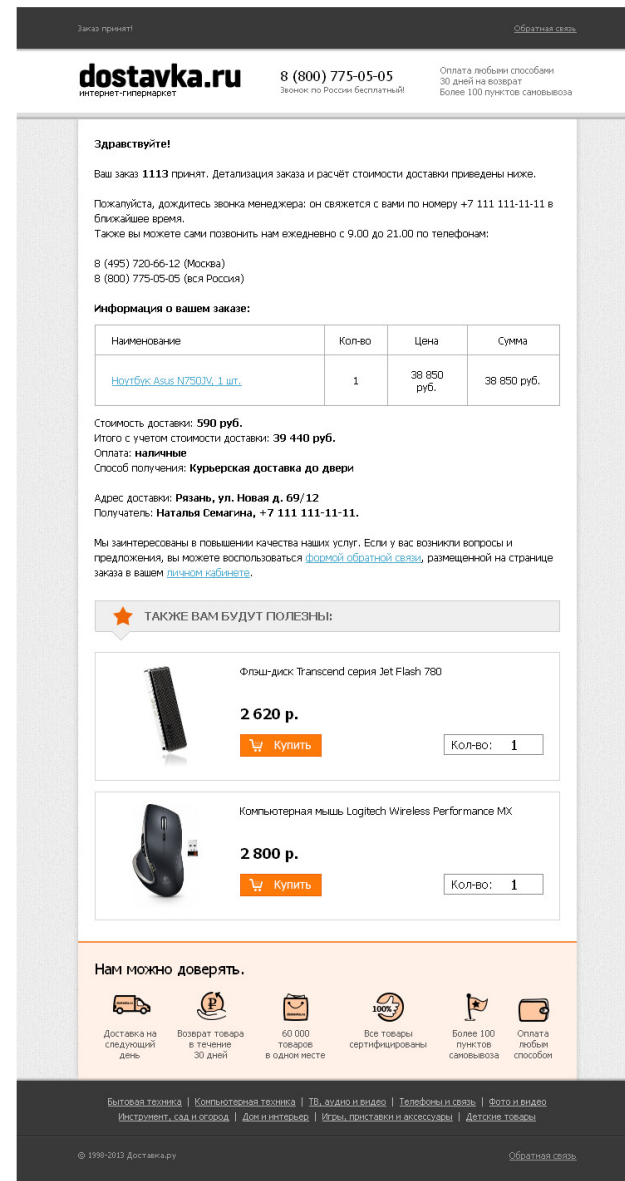 Заказ принят!
Обратная связь
dostavka.ru
интернет-гипермаркет
8 (800) 775-05-05
Звонок по России бесплатный!
Оплата любыми способами
30 дней на возврат
Более 100 пунктов самовывоза
Здравствуйте!
Ваш заказ 1113 принят. Детализация заказа и расчёт стоимости доставки приведены ниже.
Пожалуйста, дождитесь звонка менеджера: он свяжется с вами по номеру +7 111 111-11-11 в
ближайшее время.
Также вы можете сами позвонить нам ежедневно с 9.00 до 21.00 по телефонам:
8 (495) 720-66-12 (Москва)
8 (800) 775-05-05 (вся Россия)
Информация о вашем заказе:
Наименование Кол-во Цена Сумма
Ноутбук Asus N750JV, 1 шт. 1 38 850 руб. 38 850 руб.
Стоимость доставки: 590 руб.
Итого с учетом стоимости доставки: 39 440 руб.
Оплата: наличные
Способ получения: Курьерская доставка до двери
Адрес доставки: Рязань, ул. Новая д. 69/12
Получатель: Наталья Семагина, +7 111 111-11-11.
Мы заинтересованы в повышении качества наших услуг. Если у вас возникли вопросы и
предложения, вы можете воспользоваться формой обратной связи, размещенной на странице
заказа в вашем личном кабинете.
ТАКЖЕ ВАМ БУДУТ ПОЛЕЗНЫ:
Флэш-диск Transcend серия Jet Flash 780
2 620 р.
Купить
Кол-во: 1
Компьютерная мышь Logitech Wireless Performance MX
2 800 р.
Купить
Кол-во: 1
Нам можно доверять.
100%
Доставка на
следующий
день
Возврат товара
в течение
30 дней
60 000
товаров
в одном месте
Все товары
сертифицированы
Более 100
пунктов
самовывоза
Оплата
любым
способом
Бытовая техника | Компьютерная техника | ТВ, аудио и видео | Телефоны и связь | Фото и видео
Инструмент, сад и огород | Дом и интерьер | Игры, приставки и аксессуары | Детские товары
© 1998-2013 Доставка.ру
Обратная связь